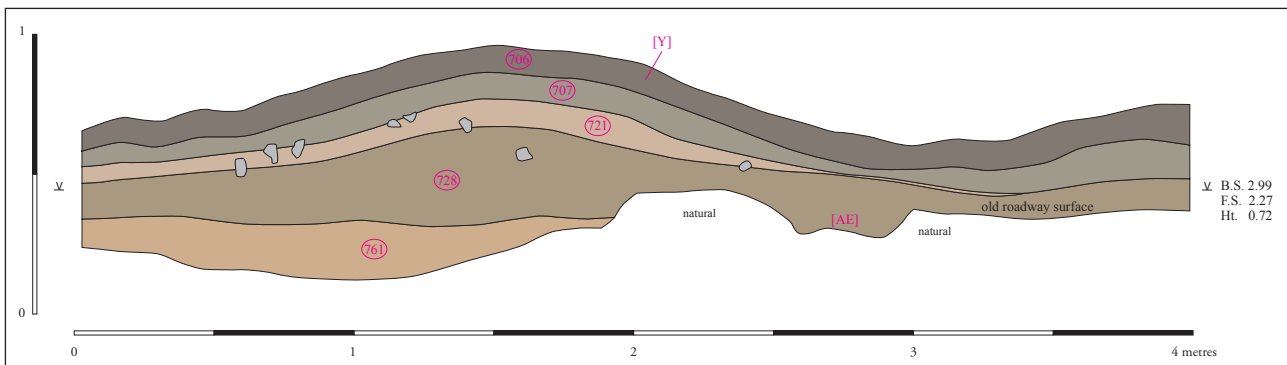 1
[Y]
706
707
721
728
B.S. 2.99
F.S. 2.27
Ht. 0.72
old roadway surface
natural
[AE]
natural
761
0
0
1
2
3
4 metres